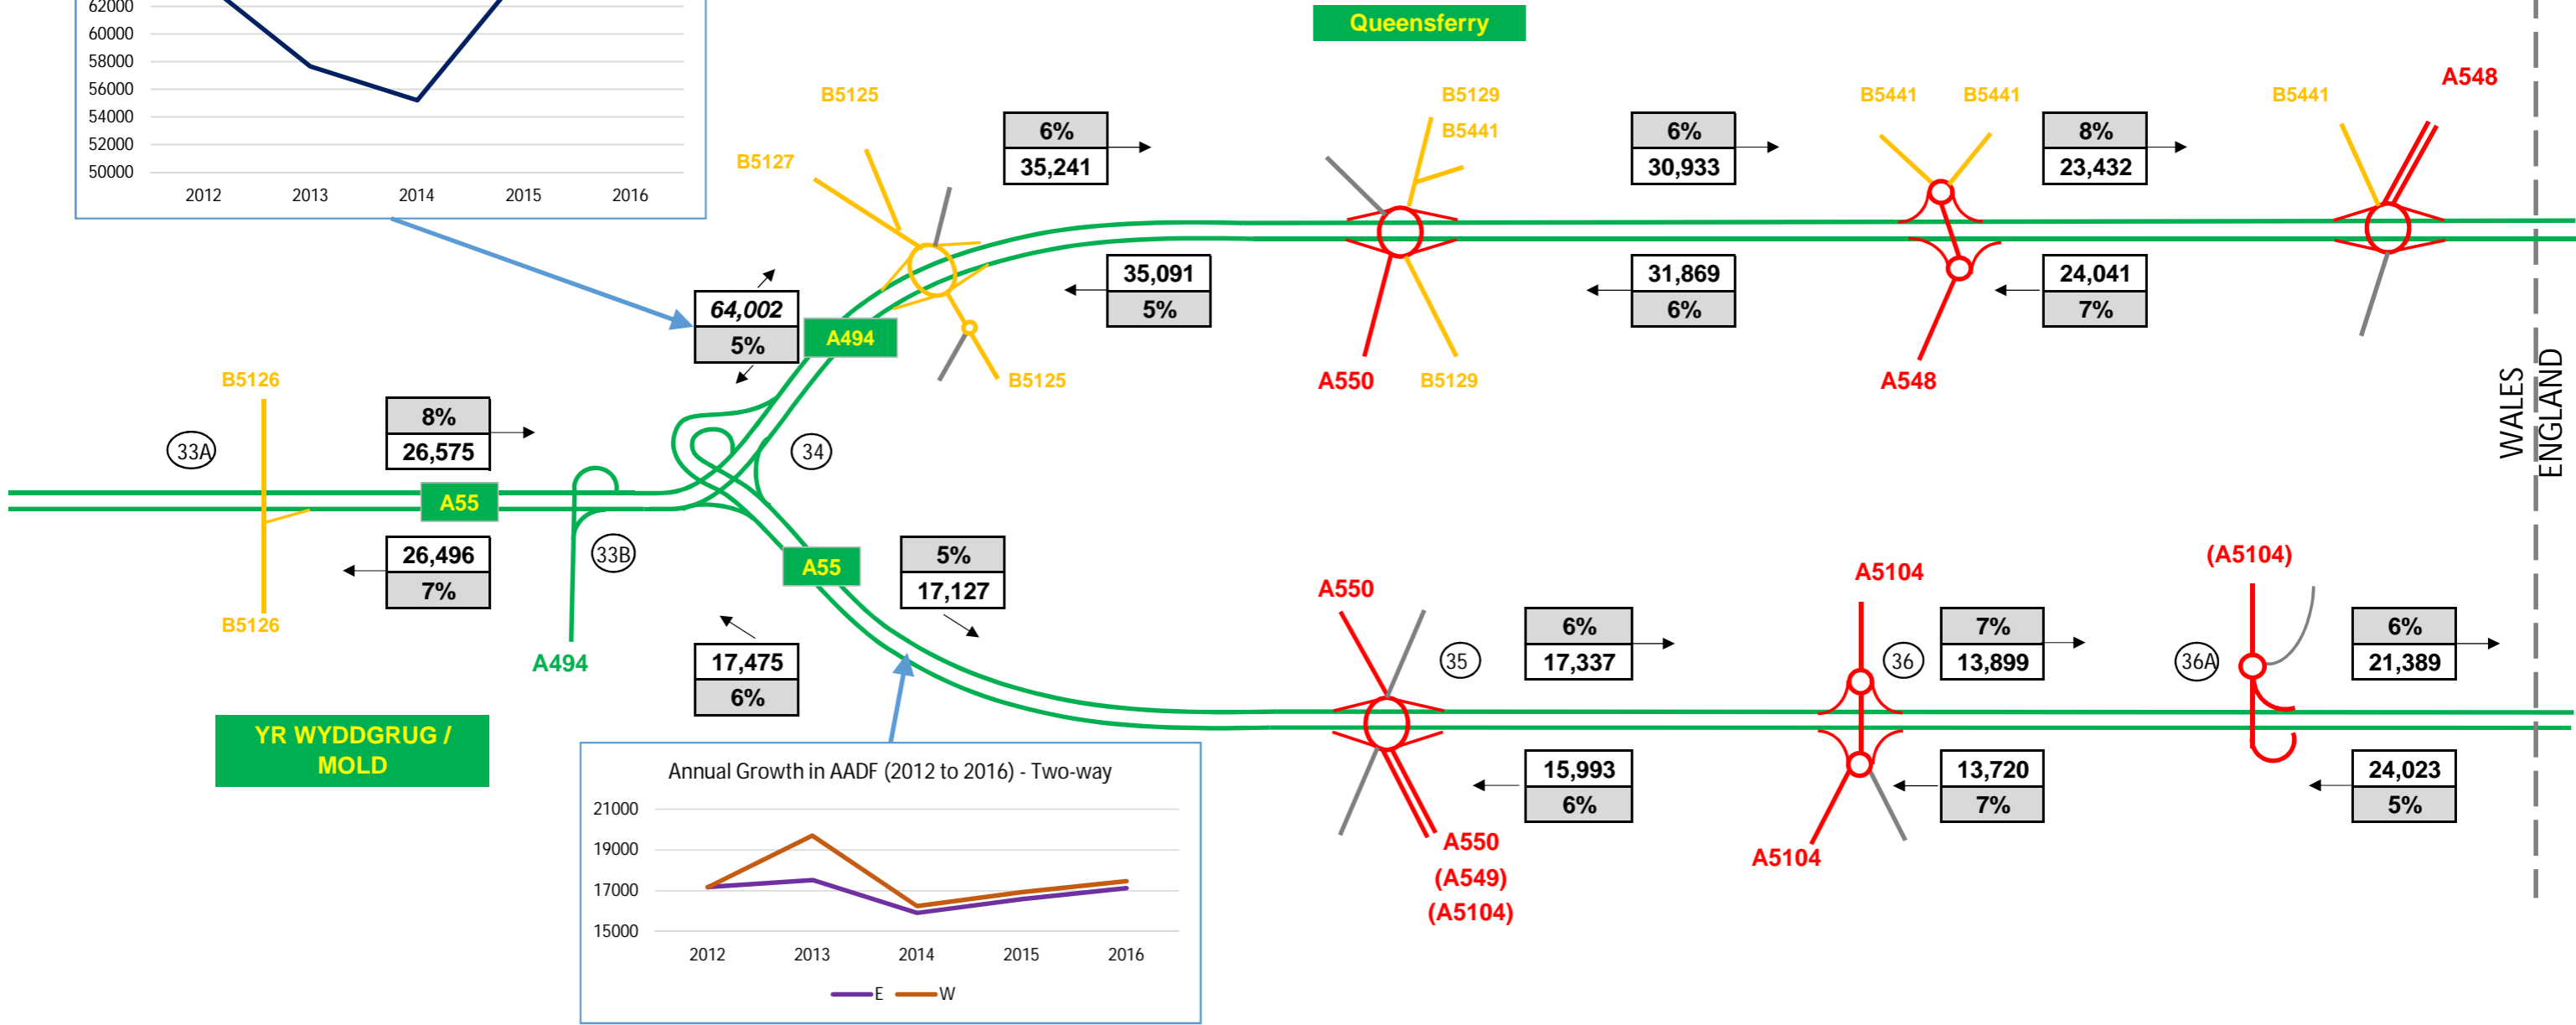 62000
60000
58000
56000
54000
52000
50000
2012
2013
2014
2015
2016
Queensferry
B5125
B5127
6%
35,241
B5129
B5441
6%
30,933
B5441
B5441
8%
23,432
B5441
A548
64,002
5%
A494
35,091
5%
31,869
6%
24,041
7%
B5125
A550
B5129
A548
WALES
ENGLAND
B5126
33A
8%
26,575
34
A55
26,496
7%
33B
A55
5%
17,127
B5126
A494
17,475
6%
YR WYDDGRUG /
MOLD
A550
35
6%
17,337
A5104
36
7%
13,899
(A5104)
36A
6%
21,389
15,993
6%
13,720
7%
24,023
5%
A550
(A549)
(A5104)
A5104
Annual Growth in AADF (2012 to 2016) - Two-way
21000
19000
17000
15000
2012
2013
2014
2015
2016
E
W